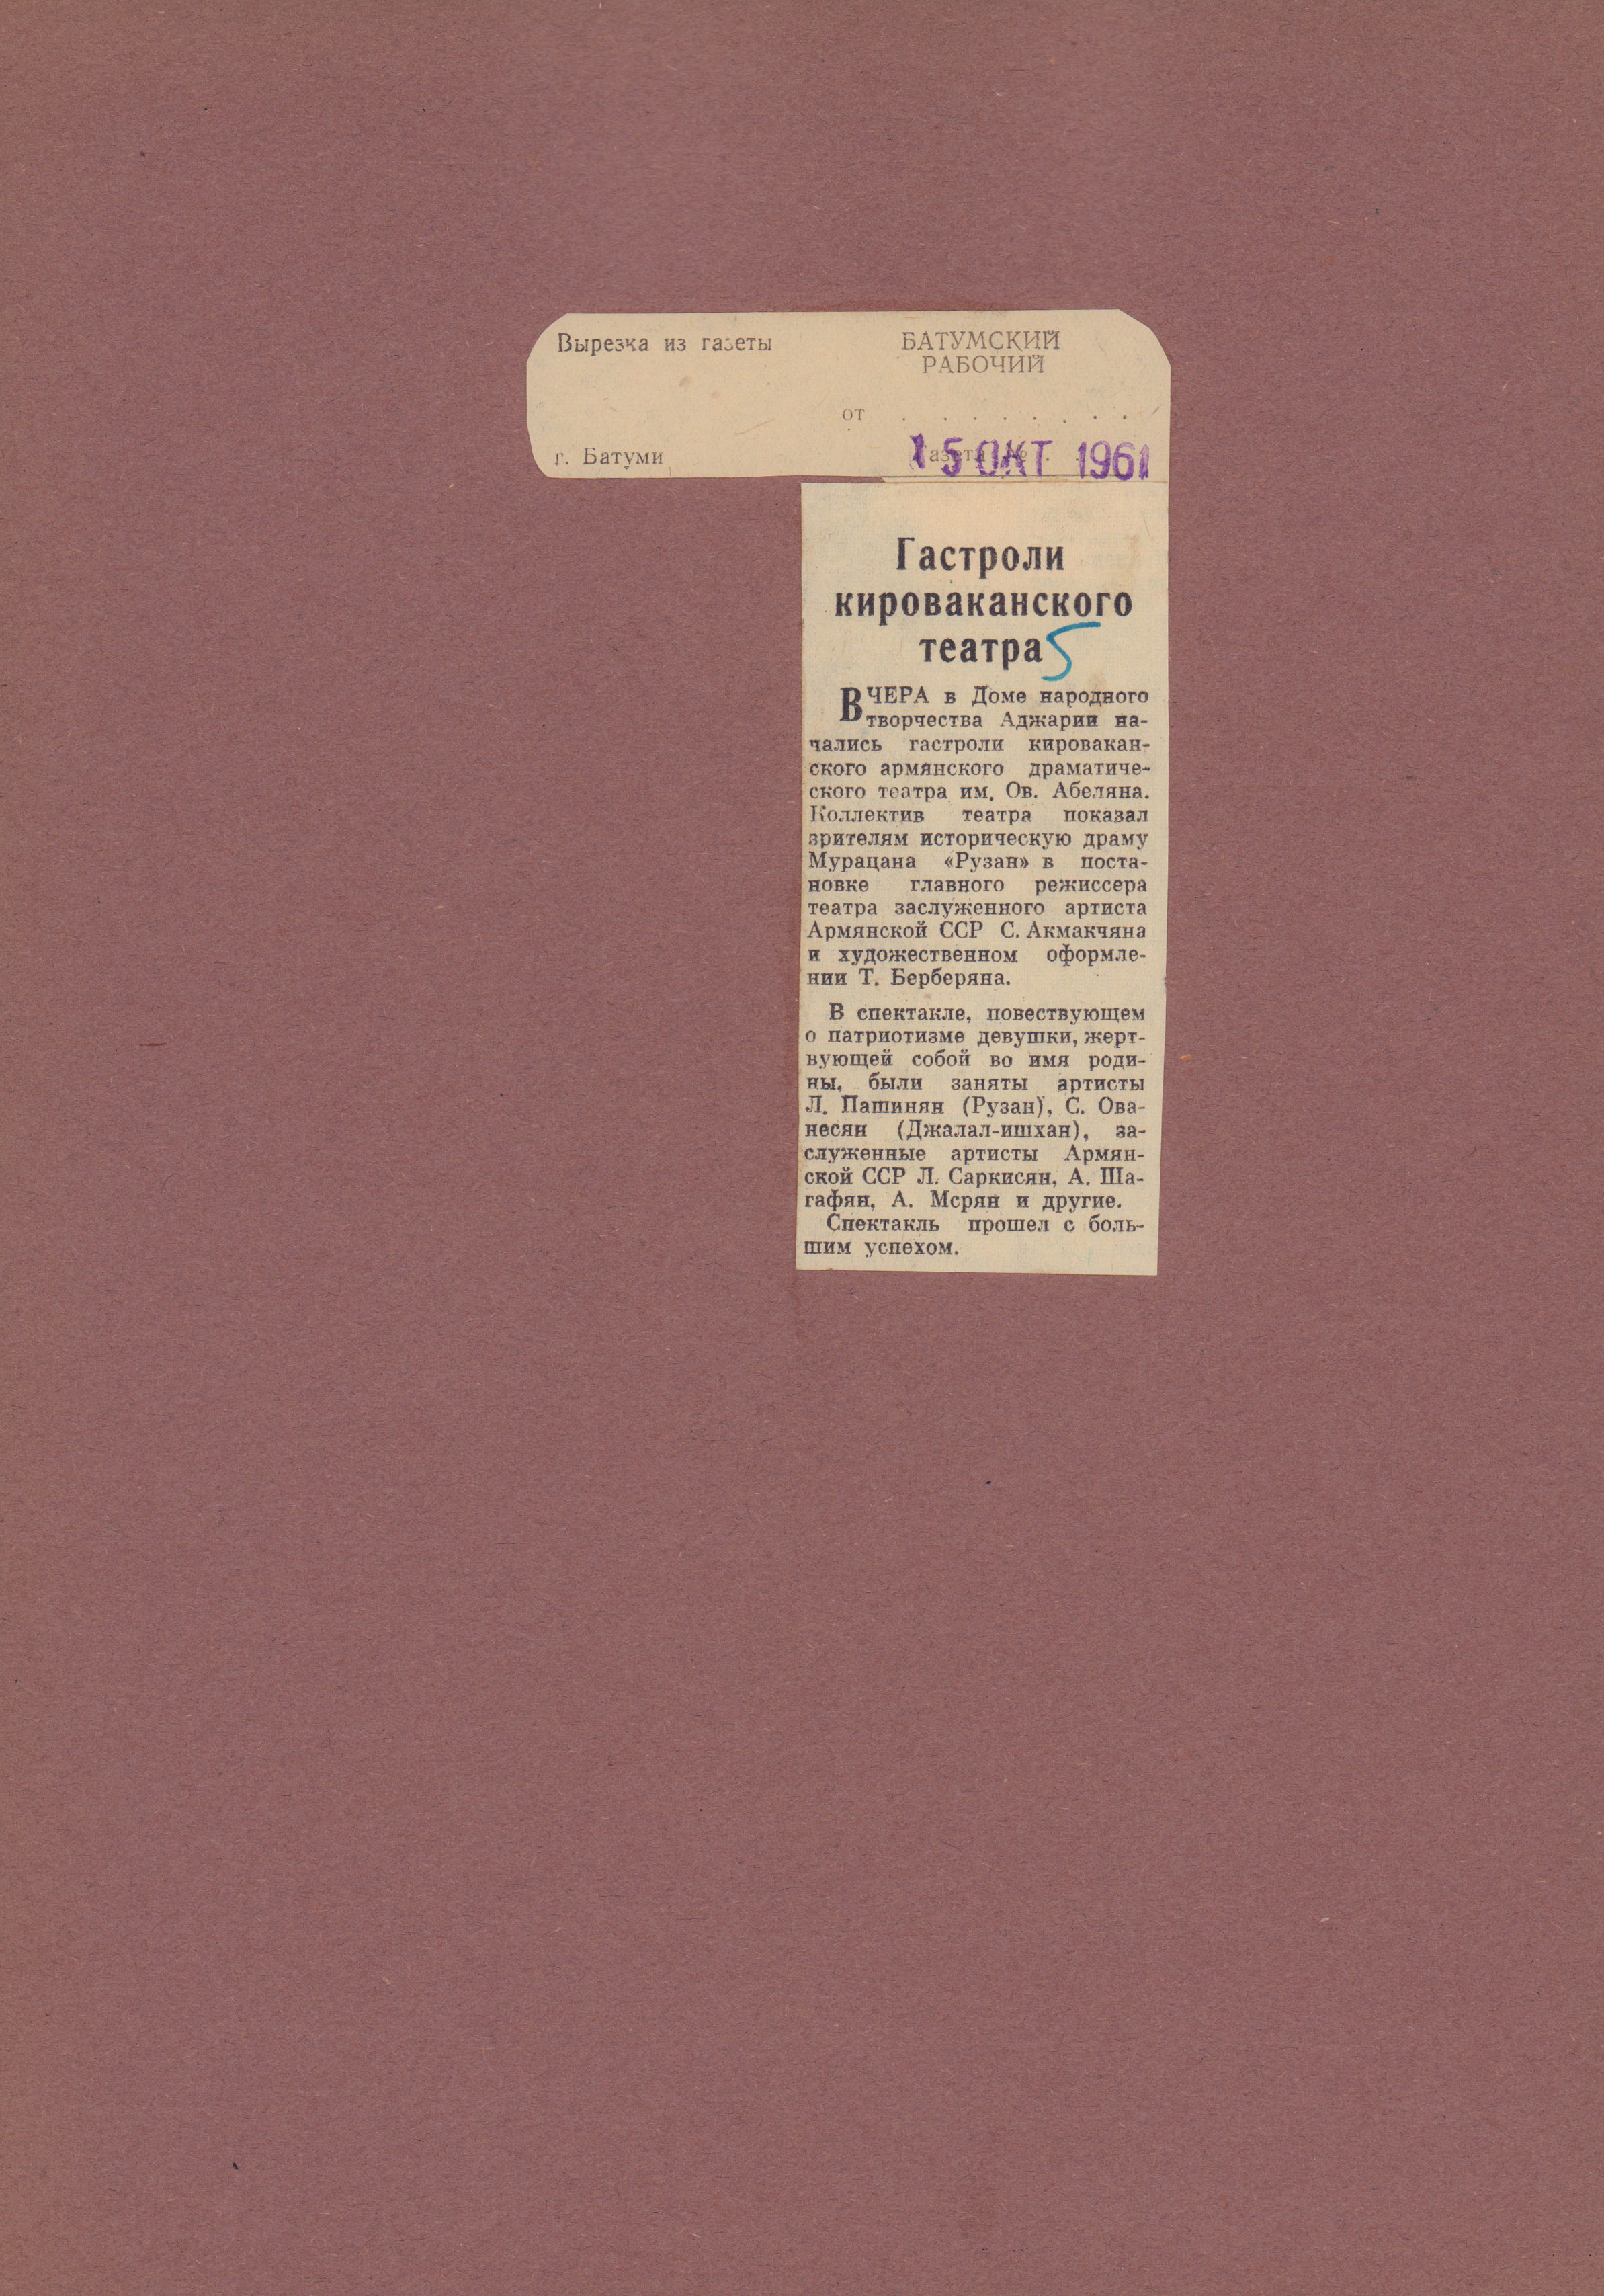 Вырезка из газеты
БАТУМСКИЙ
РАБОЧИЙ
от . . . . . . . .
г. Батуми
Газета №
15 ОКТ 1961
Гастроли
кироваканского
театра 5
ВЧЕРА в Доме народного
творчества Аджарии на-
чались гастроли кировакан-
ского армянского драматиче-
ского театра им. Ов. Абеляна.
Коллектив театра показал
зрителям историческую драму
Мурацана «Рузан» в поста-
новке главного режиссера
театра заслуженного артиста
Армянской ССР С. Акмакчяна
и художественном оформле-
нии Т. Берберяна.
В спектакле, повествующем
о патриотизме девушки, жерт-
вующей собой во имя роди-
ны, были заняты артисты
Л. Пашинян (Рузан), С. Ова-
несян (Джалал-ишхан), за-
служенные артисты Армян-
ской ССР Л. Саркисян, А. Ша-
гафян, А. Мсрян и другие.
Спектакль прошел с боль-
шим успехом.